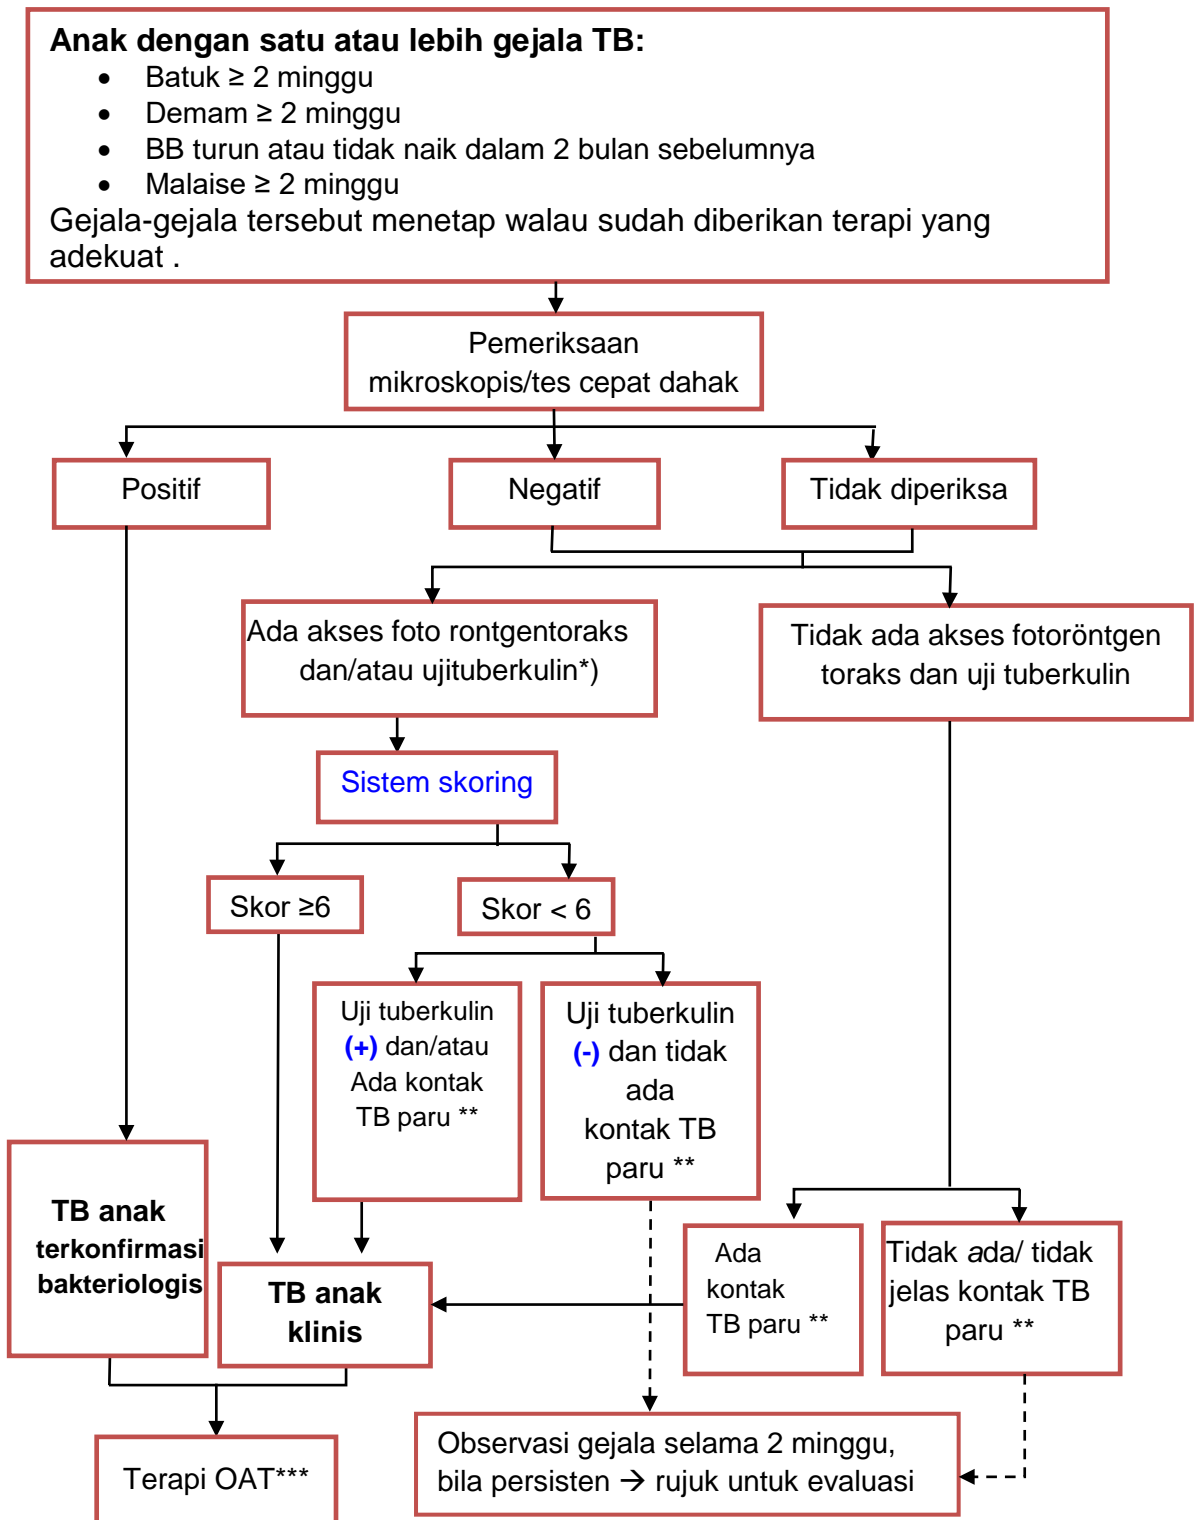 Anak dengan satu atau lebih gejala TB:
• Batuk ≥ 2 minggu
• Demam ≥ 2 minggu
• BB turun atau tidak naik dalam 2 bulan sebelumnya
• Malaise ≥ 2 minggu
Gejala-gejala tersebut menetap walau sudah diberikan terapi yang
adekuat .
Pemeriksaan
mikroskopis/tes cepat dahak
Positif
Negatif
Tidak diperiksa
Ada akses foto rontgentoraks
dan/atau ujituberkulin*)
Tidak ada akses fotoröntgen
toraks dan uji tuberkulin
Sistem skoring
Skor ≥6
Skor < 6
Uji tuberkulin
(+) dan/atau
Ada kontak
TB paru **
Uji tuberkulin
(-) dan tidak
ada
kontak TB
paru **
TB anak
terkonfirmasi
bakteriologis
TB anak
klinis
Ada
kontak
TB paru **
Tidak ada/ tidak
jelas kontak TB
paru **
Terapi OAT***
Observasi gejala selama 2 minggu,
bila persisten → rujuk untuk evaluasi